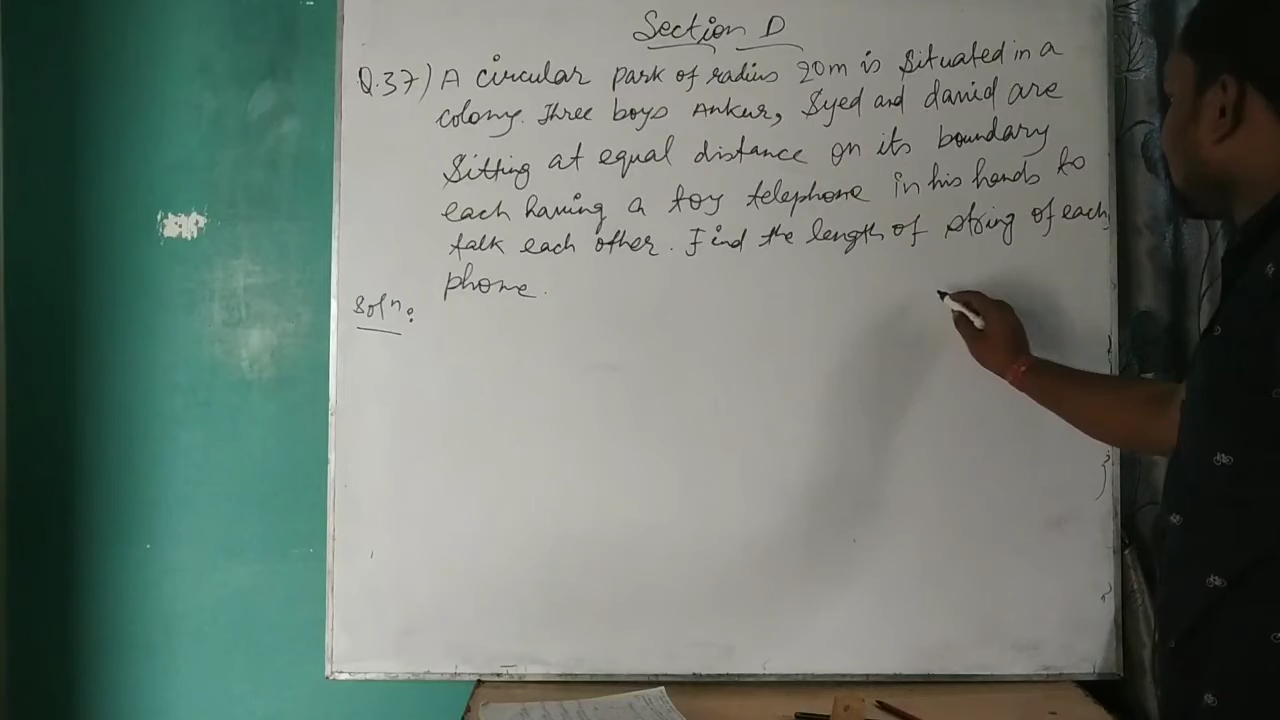 Section D
Q.37) A circular park of radius 20m is situated in a
colony. Three boys Ankur, Syed and david are
Sitting at equal distance on its boundary
each having a toy telephone in his hands to
talk each other. Find the length of string of each
phone.
Solⁿ: